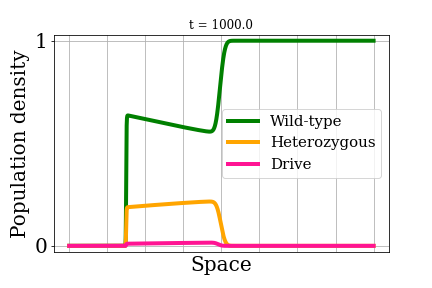 t = 1000.0
Population density
1
0
Wild-type
Heterozygous
Drive
Space